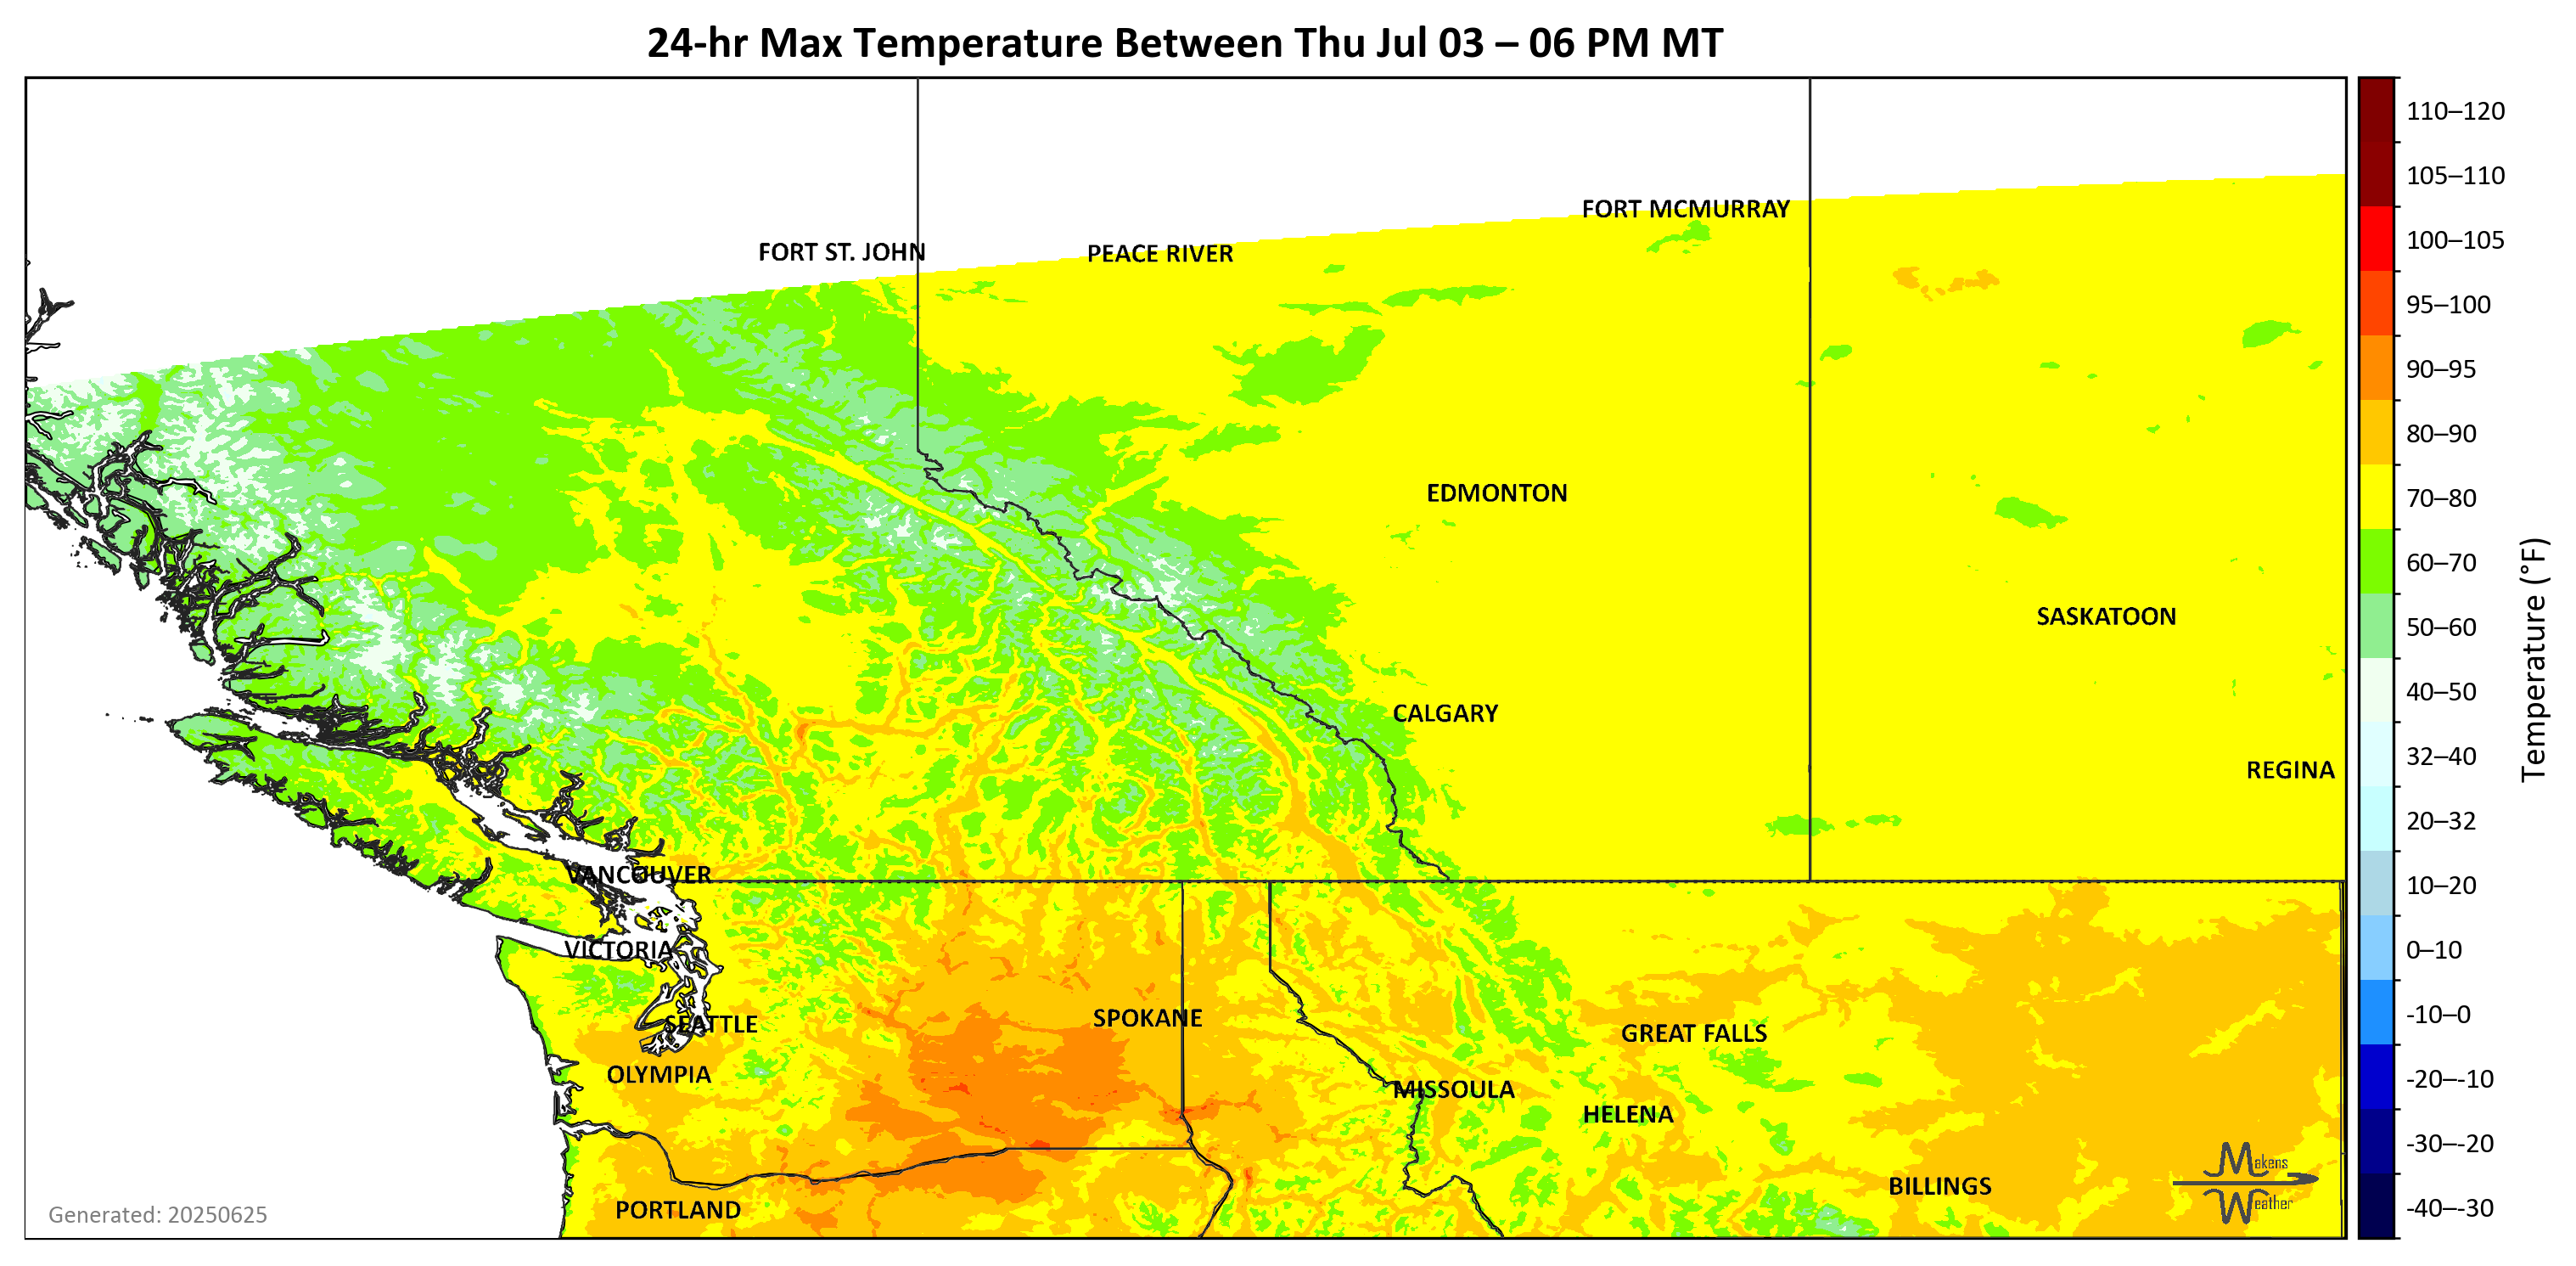 24-hr Max Temperature Between Thu Jul 03 – 06 PM MT
110–120
105–110
FORT MCMURRAY
100–105
FORT ST. JOHN
PEACE RIVER
95–100
90–95
80–90
EDMONTON
70–80
60–70
SASKATOON
50–60
40–50
CALGARY
32–40
REGINA
Temperature (°F)
20–32
VANCOUVER
10–20
VICTORIA
0–10
SPOKANE
-10–0
SEATTLE
GREAT FALLS
OLYMPIA
-20–-10
MISSOULA
HELENA
-30–-20
Makens
Weather
BILLINGS
PORTLAND
-40–-30
Generated: 20250625